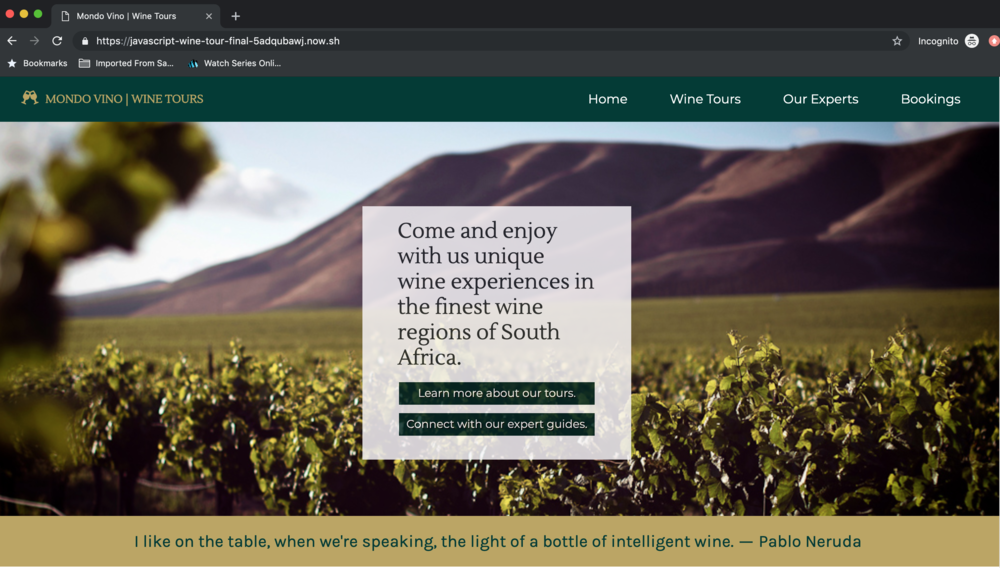 Mondo Vino | Wine Tours
https://javascript-wine-tour-final-5adqubawj.now.sh
Incognito
Bookmarks Imported From Sa... Watch Series Onli...
MONDO VINO | WINE TOURS Home Wine Tours Our Experts Bookings
Come and enjoy
with us unique
wine experiences in
the finest wine
regions of South
Africa.
Learn more about our tours.
Connect with our expert guides.
I like on the table, when we're speaking, the light of a bottle of intelligent wine. — Pablo Neruda